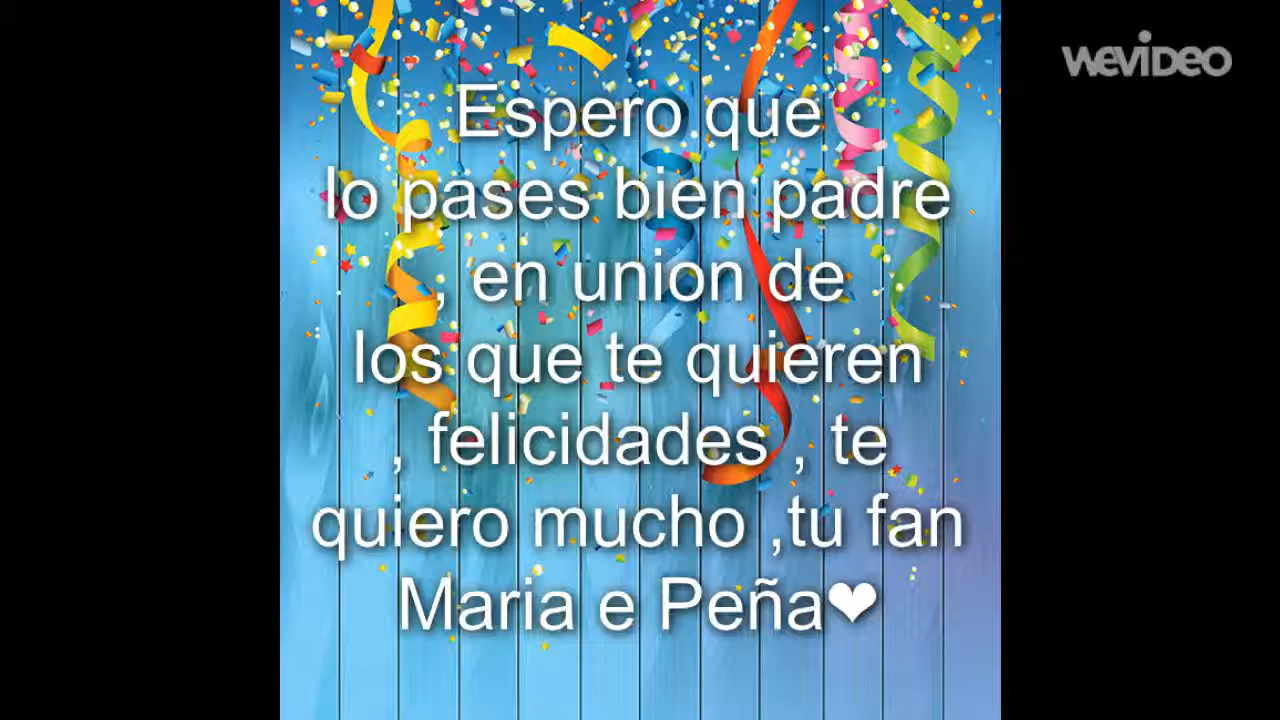 WEVIDEO
Espero que
lo pases bien padre
, en union de
los que te quieren
, felicidades , te
quiero mucho ,tu fan
Maria e Peña❤